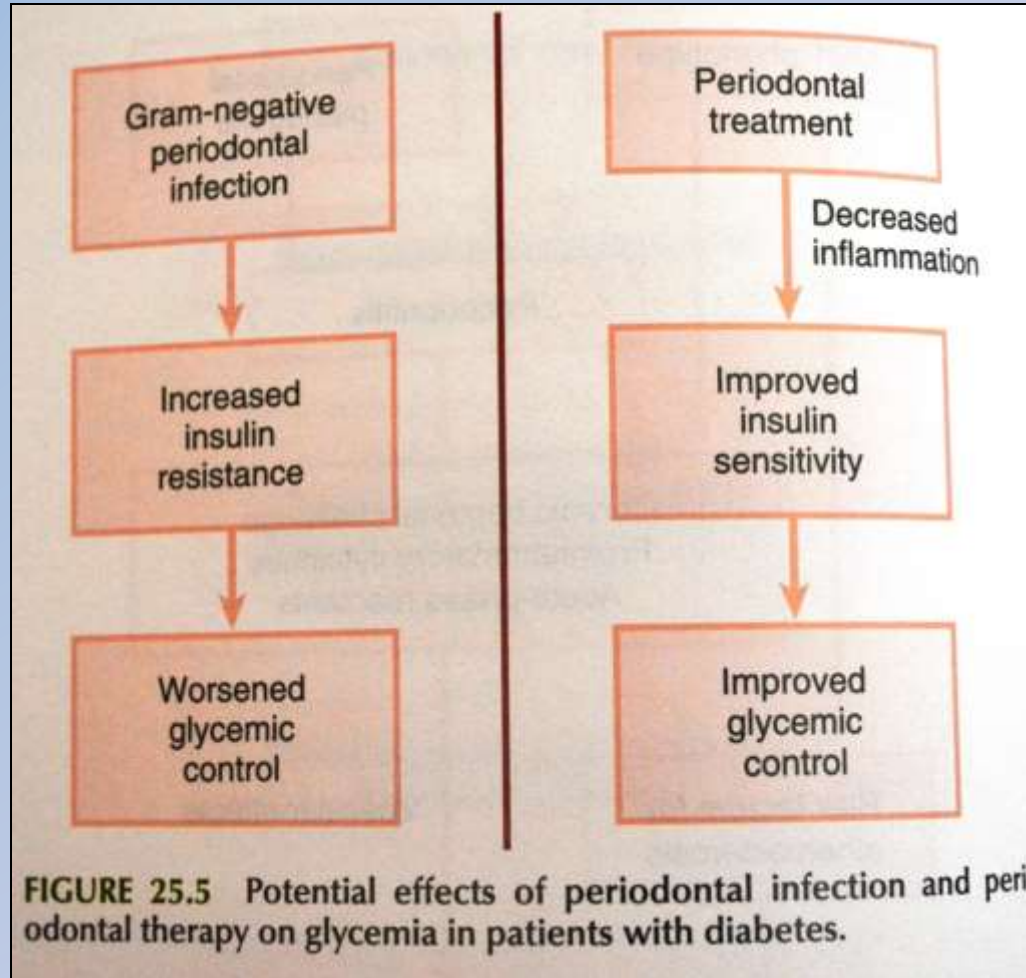 Gram-negative
periodontal
infection
Increased
insulin
resistance
Worsened
glycemic
control
Periodontal
treatment
Decreased
inflammation
Improved
insulin
sensitivity
Improved
glycemic
control
FIGURE 25.5 Potential effects of periodontal infection and peri
odontal therapy on glycemia in patients with diabetes.